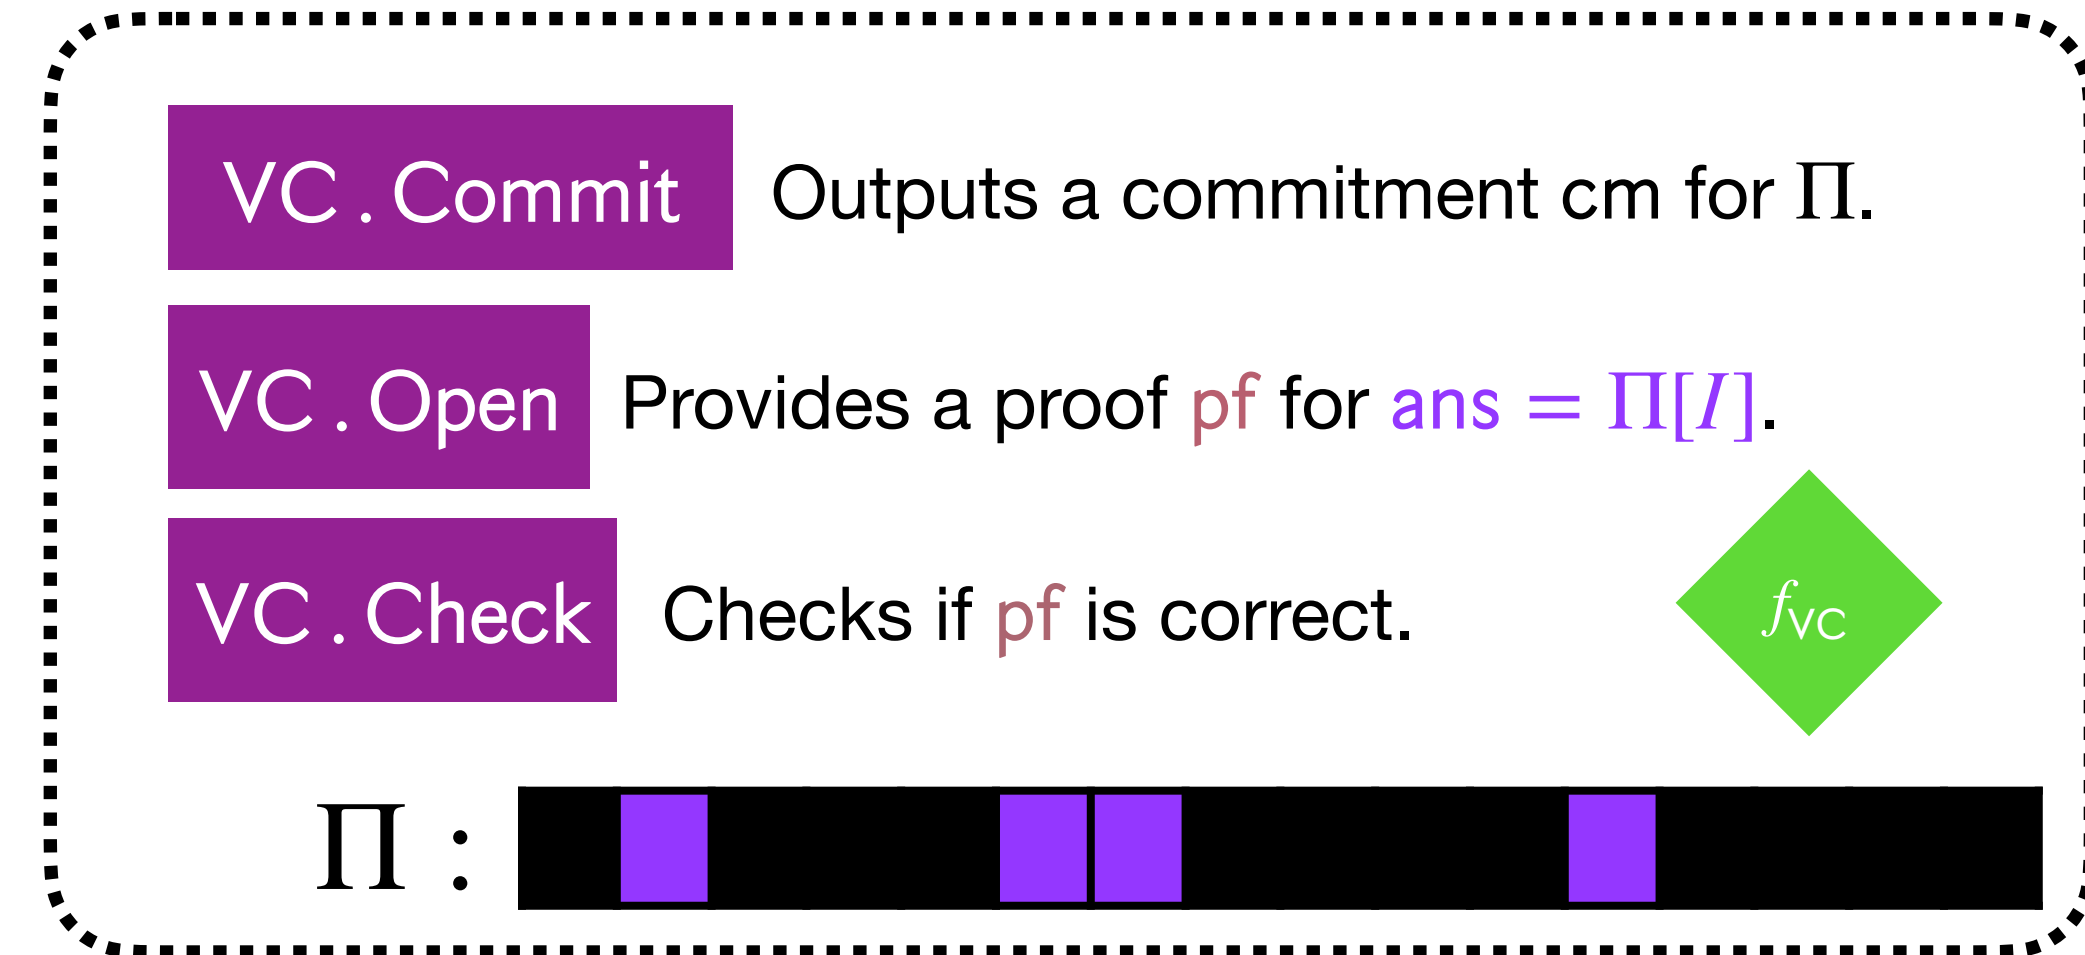 VC.Commit Outputs a commitment cm for Π.
VC.Open Provides a proof pf for ans = Π[I].
VC.Check Checks if pf is correct.
f_VC
Π :